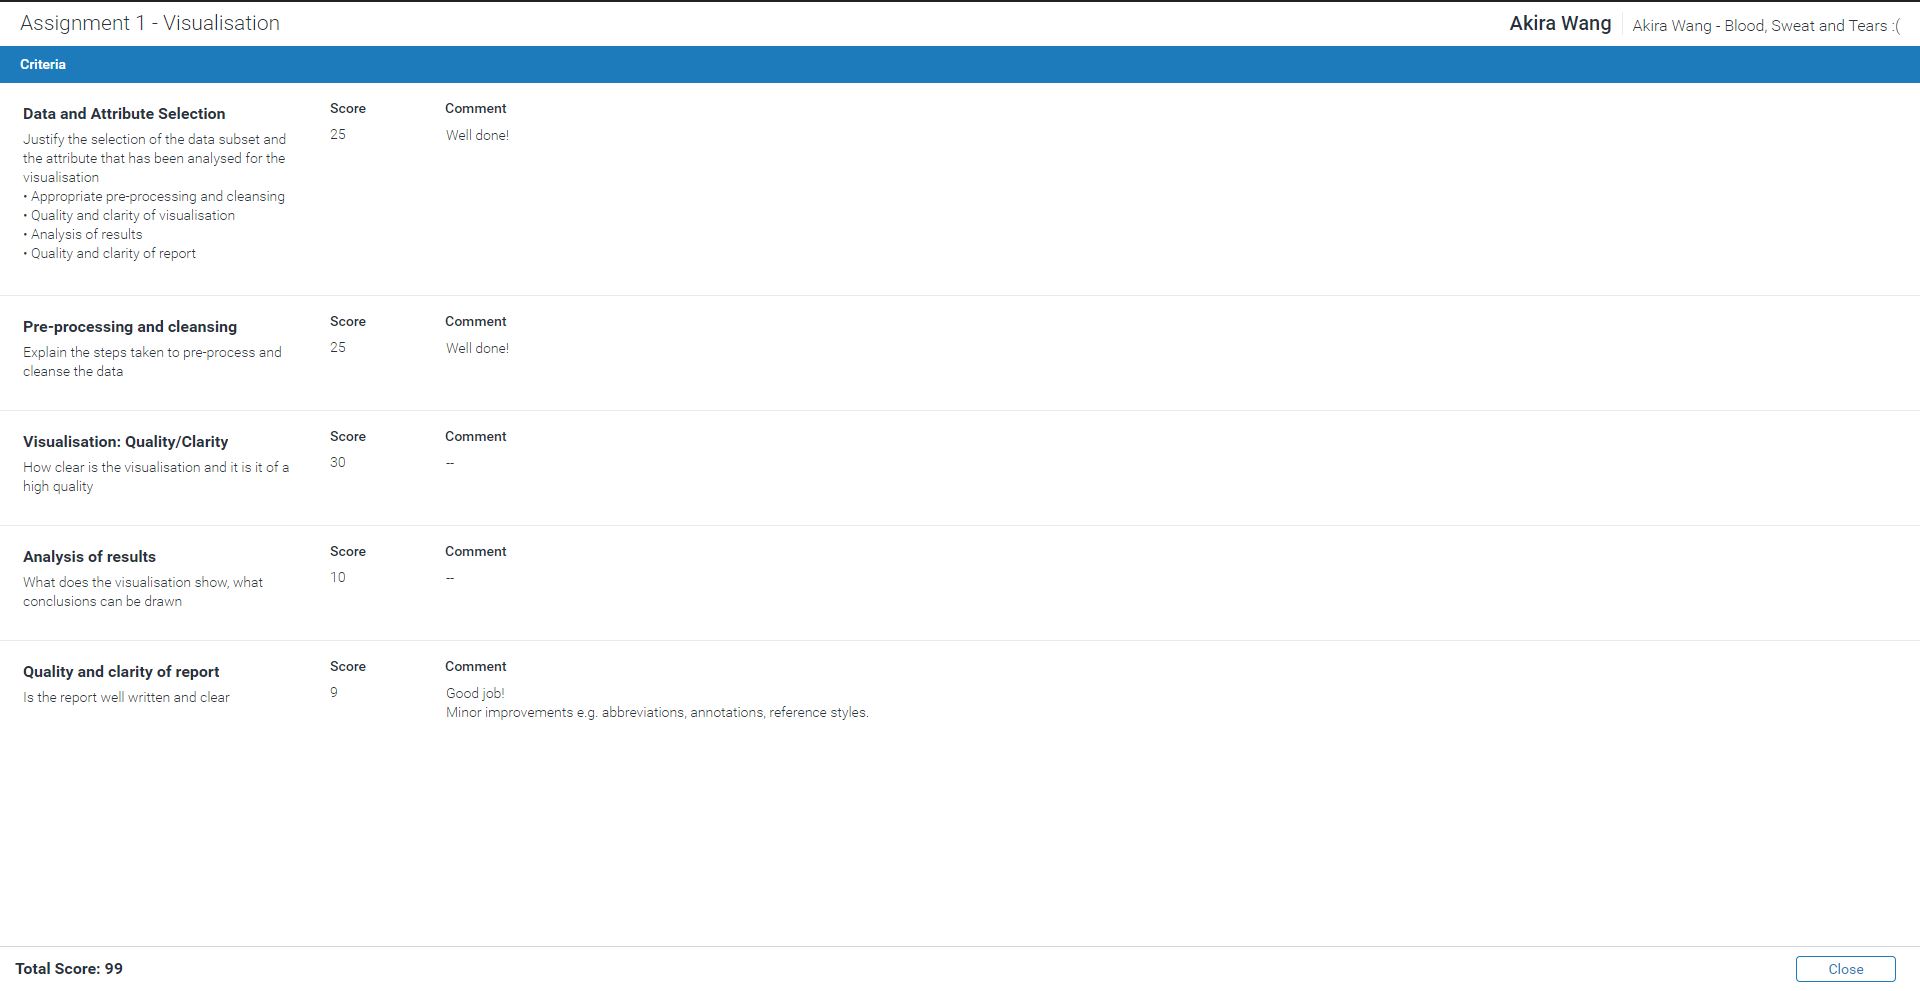 Assignment 1 - Visualisation
Akira Wang
Akira Wang - Blood, Sweat and Tears :(
Criteria
Data and Attribute Selection
Justify the selection of the data subset and
the attribute that has been analysed for the
visualisation
• Appropriate pre-processing and cleansing
• Quality and clarity of visualisation
• Analysis of results
• Quality and clarity of report
Score
25
Comment
Well done!
Pre-processing and cleansing
Explain the steps taken to pre-process and
cleanse the data
Score
25
Comment
Well done!
Visualisation: Quality/Clarity
How clear is the visualisation and it is it of a
high quality
Score
30
Comment
--
Analysis of results
What does the visualisation show, what
conclusions can be drawn
Score
10
Comment
--
Quality and clarity of report
Is the report well written and clear
Score
9
Comment
Good job!
Minor improvements e.g. abbreviations, annotations, reference styles.
Total Score: 99
Close